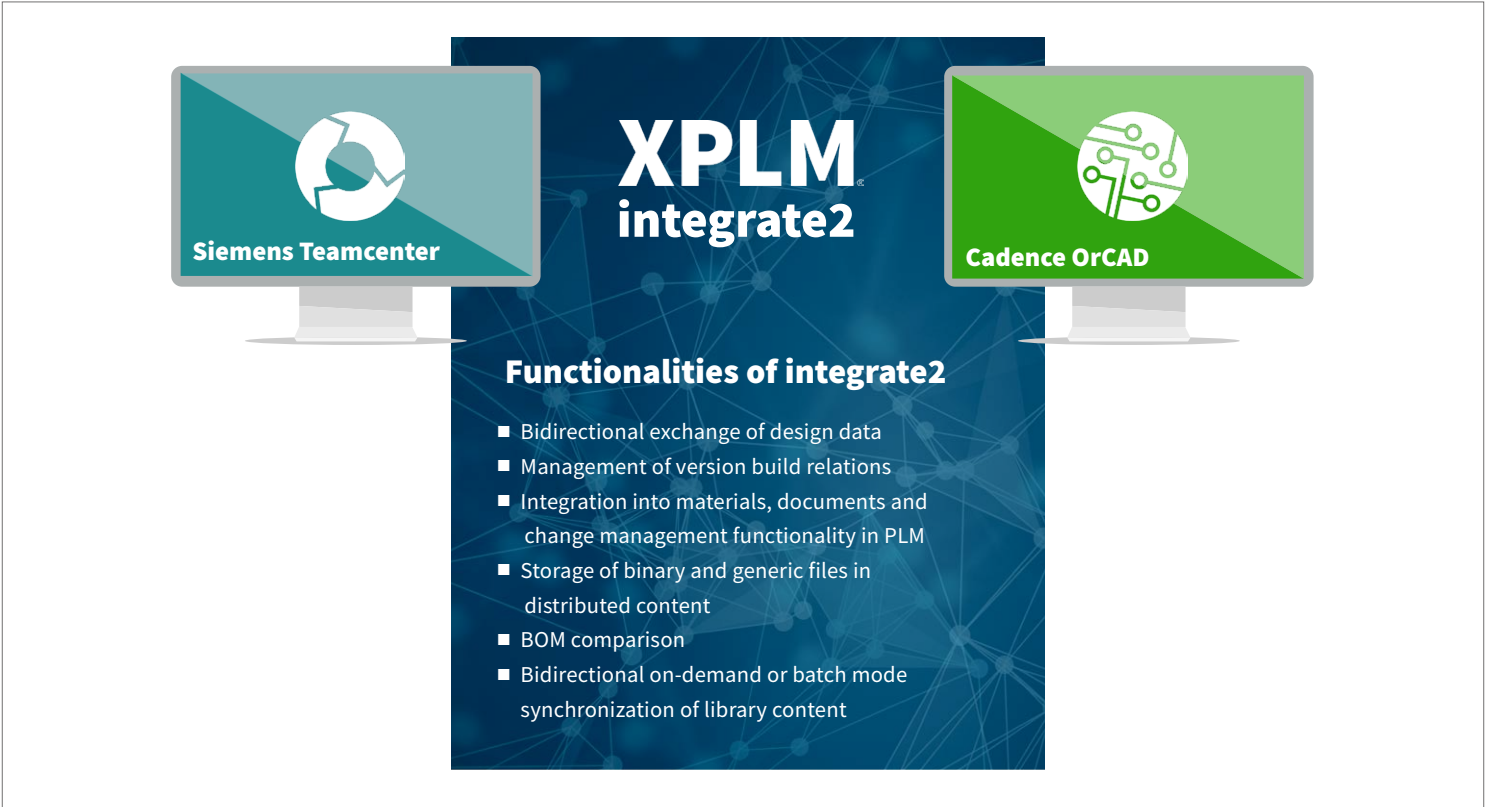 XPLM®
integrate2
Siemens Teamcenter
Cadence OrCAD
Functionalities of integrate2
■ Bidirectional exchange of design data
■ Management of version build relations
■ Integration into materials, documents and
change management functionality in PLM
■ Storage of binary and generic files in
distributed content
■ BOM comparison
■ Bidirectional on-demand or batch mode
synchronization of library content